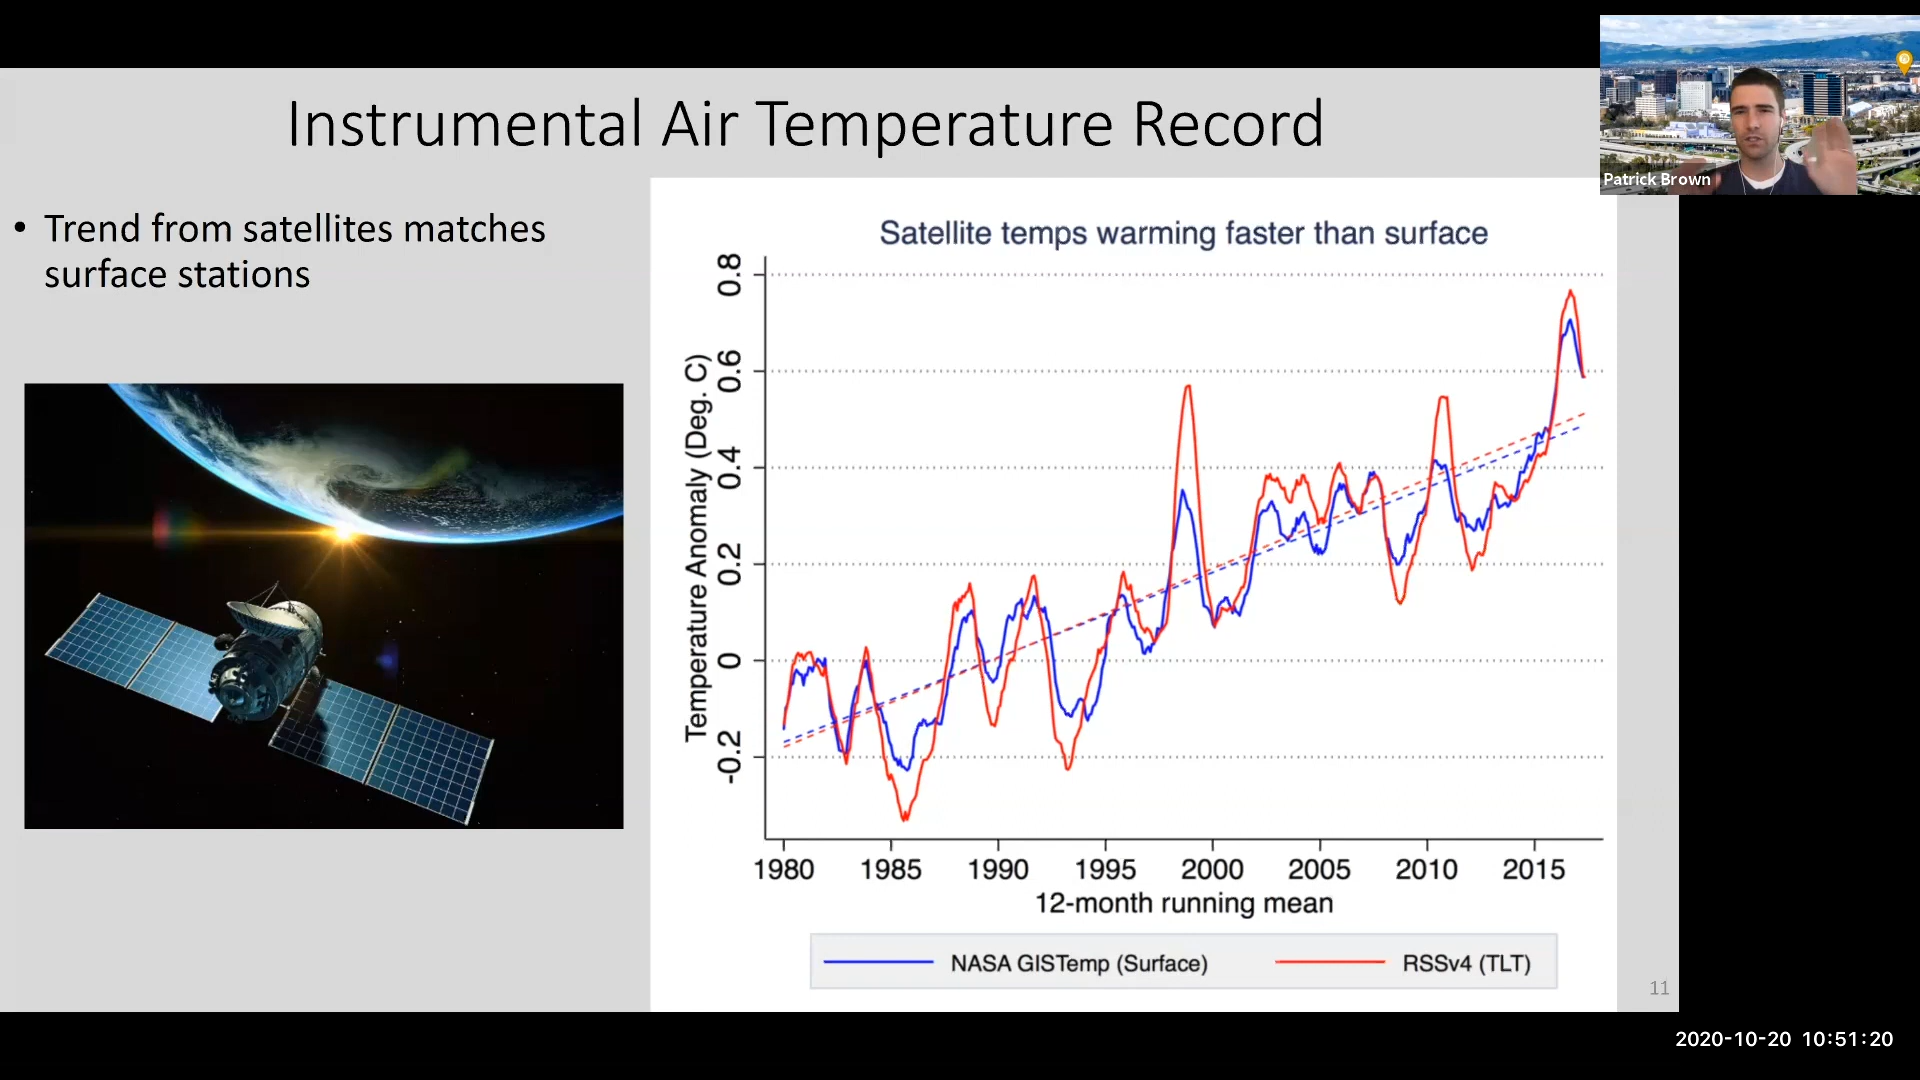 Instrumental Air Temperature Record
Patrick Brown
• Trend from satellites matches
surface stations
Satellite temps warming faster than surface
Temperature Anomaly (Deg. C)
0.8
0.6
0.4
0.2
0
-0.2
1980 1985 1990 1995 2000 2005 2010 2015
12-month running mean
NASA GISTemp (Surface) RSSv4 (TLT)
11
2020-10-20 10:51:20